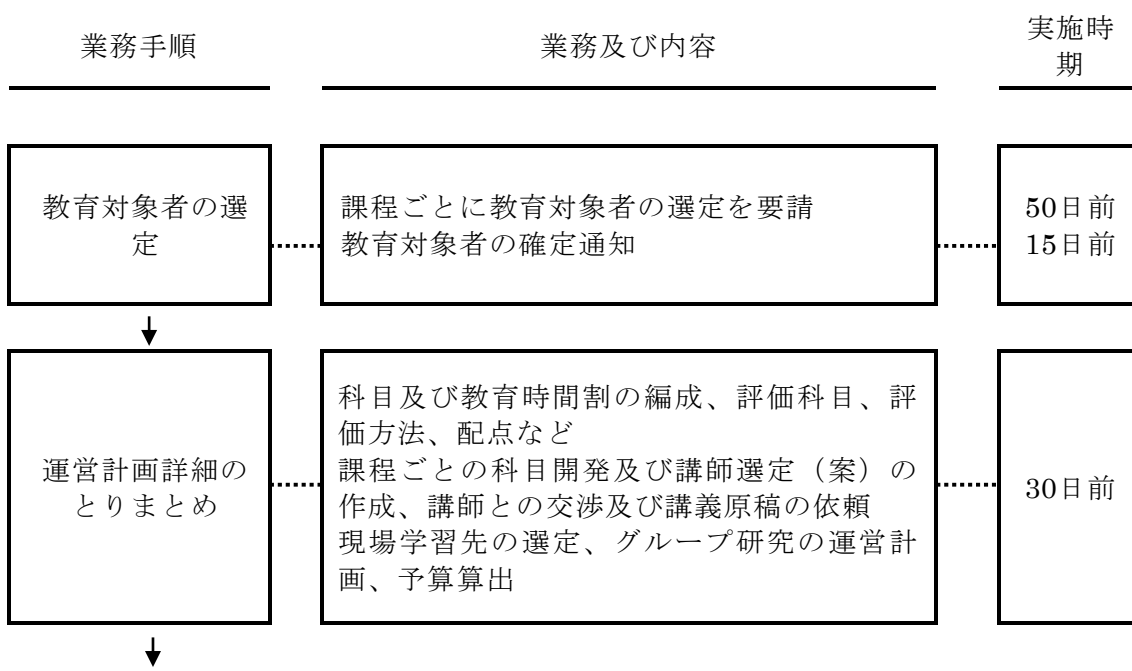 業務手順
業務及び内容
実施時
期
教育対象者の選
定
課程ごとに教育対象者の選定を要請
教育対象者の確定通知
50日前
15日前
運営計画詳細の
とりまとめ
科目及び教育時間割の編成、評価科目、評
価方法、配点など
課程ごとの科目開発及び講師選定（案）の
作成、講師との交渉及び講義原稿の依頼
現場学習先の選定、グループ研究の運営計
画、予算算出
30日前